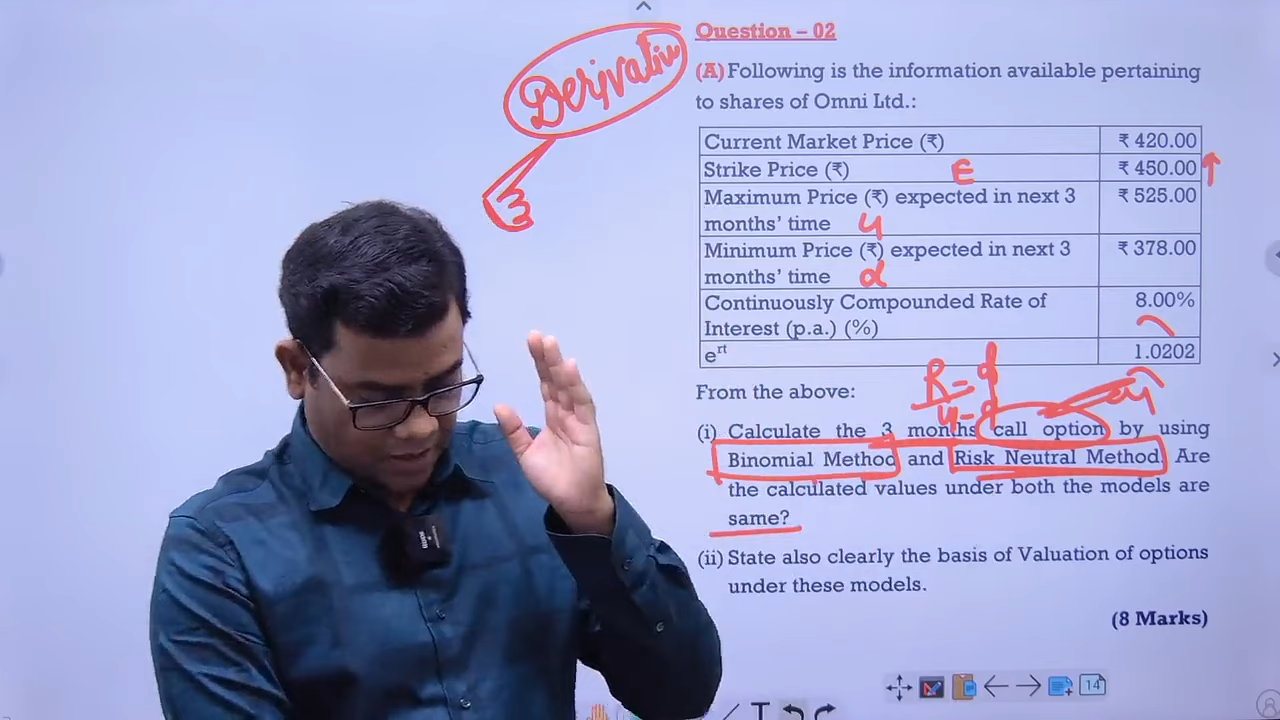 Derivativ
Question – 02
(A) Following is the information available pertaining
to shares of Omni Ltd.:
Current Market Price (₹) ₹ 420.00
Strike Price (₹) E ₹ 450.00 ↑
Maximum Price (₹) expected in next 3 ₹ 525.00
months’ time u
Minimum Price (₹) expected in next 3 ₹ 378.00
months’ time d
Continuously Compounded Rate of 8.00%
Interest (p.a.) (%)
eʳᵗ 1.0202
From the above:
R – d
u – d
(i) Calculate the 3 months call option by using
Binomial Method and Risk Neutral Method. Are
the calculated values under both the models are
same?
(ii) State also clearly the basis of Valuation of options
under these models.
(8 Marks)
T 14